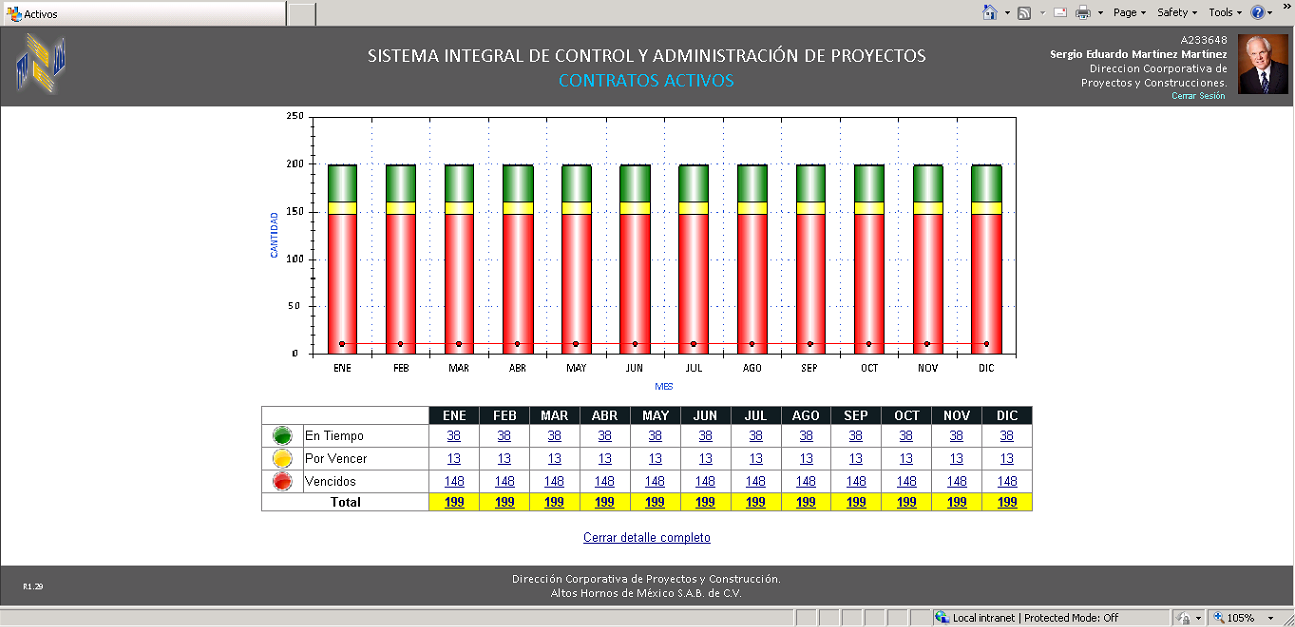 Activos
Page Safety Tools
SISTEMA INTEGRAL DE CONTROL Y ADMINISTRACIÓN DE PROYECTOS
CONTRATOS ACTIVOS
A233648
Sergio Eduardo Martínez Martínez
Direccion Coorporativa de
Proyectos y Construcciones.
Cerrar Sesión
250
200
150
100
50
0
CANTIDAD
ENE FEB MAR ABR MAY JUN JUL AGO SEP OCT NOV DIC
MES
ENE FEB MAR ABR MAY JUN JUL AGO SEP OCT NOV DIC
En Tiempo 38 38 38 38 38 38 38 38 38 38 38 38
Por Vencer 13 13 13 13 13 13 13 13 13 13 13 13
Vencidos 148 148 148 148 148 148 148 148 148 148 148 148
Total 199 199 199 199 199 199 199 199 199 199 199 199
Cerrar detalle completo
R1.29
Dirección Corporativa de Proyectos y Construcción.
Altos Hornos de México S.A.B. de C.V.
Local intranet | Protected Mode: Off
105%